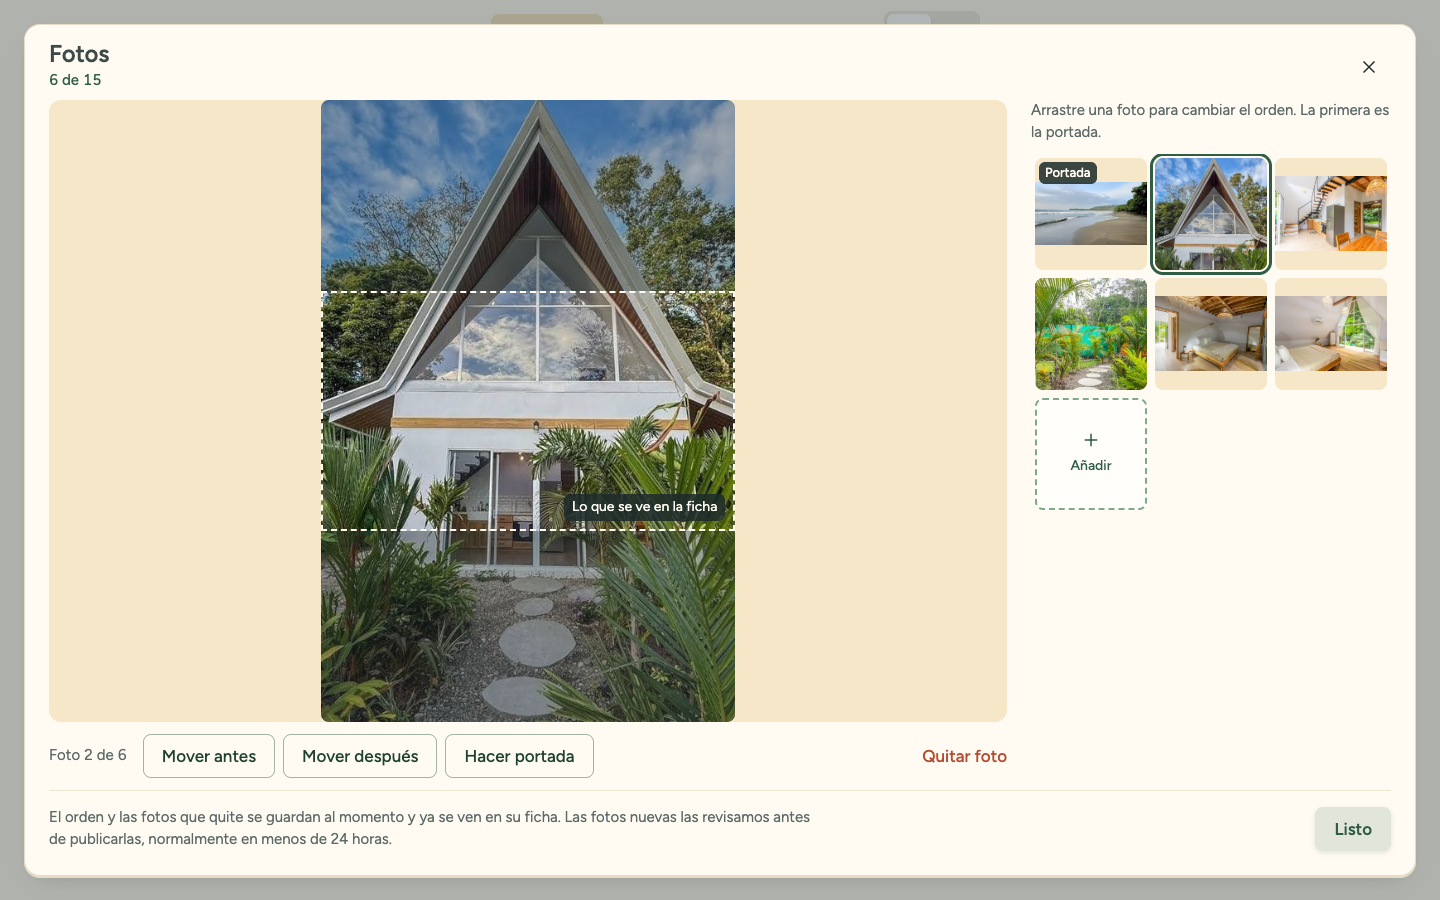 Fotos
6 de 15
Arrastre una foto para cambiar el orden. La primera es
la portada.
Portada
Añadir
Lo que se ve en la ficha
Foto 2 de 6
Mover antes
Mover después
Hacer portada
Quitar foto
El orden y las fotos que quite se guardan al momento y ya se ven en su ficha. Las fotos nuevas las revisamos antes
de publicarlas, normalmente en menos de 24 horas.
Listo